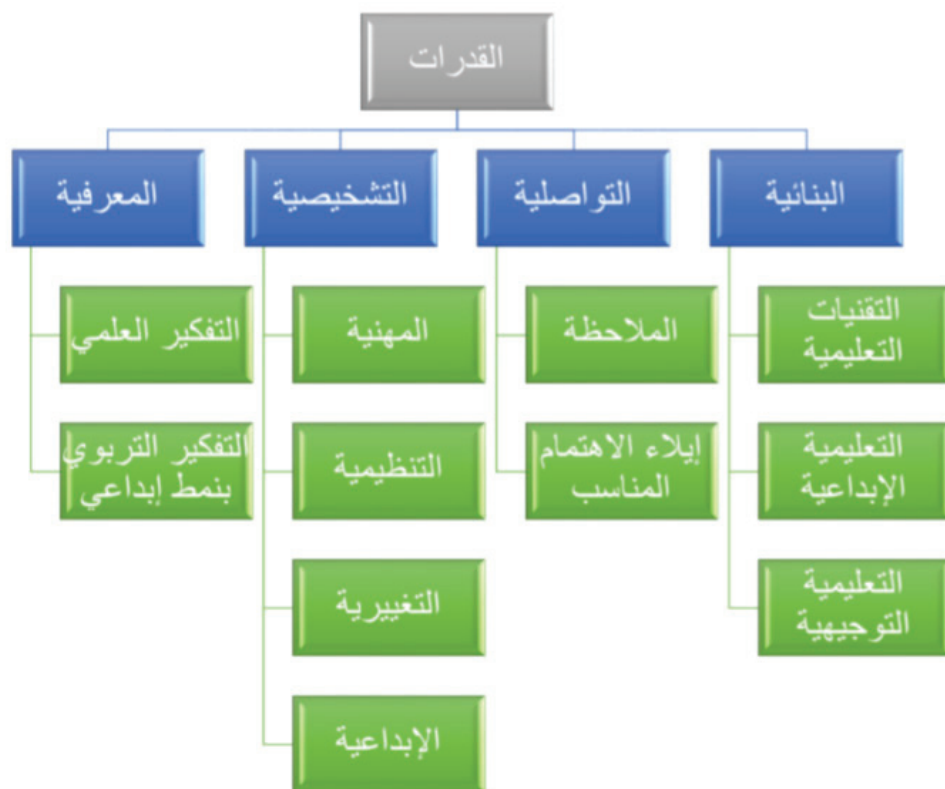 القدرات
البنائية
التواصلية
التشخيصية
المعرفية
التقنيات
التعليمية
الملاحظة
المهنية
التفكير العلمي
التعليمية
الإبداعية
إيلاء الاهتمام
المناسب
التنظيمية
التفكير التربوي
بنمط إبداعي
التعليمية
التوجيهية
التغييرية
الإبداعية